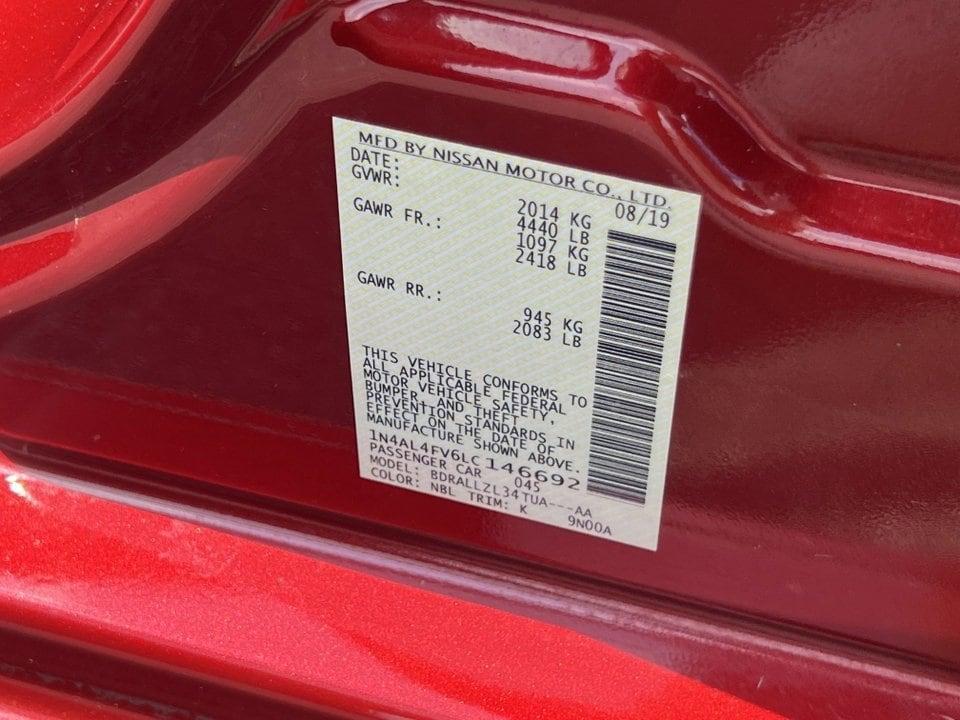 MFD BY NISSAN MOTOR CO., LTD.
DATE: 08/19
GVWR: 2014 KG
4440 LB
GAWR FR.: 1097 KG
2418 LB
GAWR RR.: 945 KG
2083 LB
THIS VEHICLE CONFORMS TO
ALL APPLICABLE FEDERAL
MOTOR VEHICLE SAFETY,
BUMPER, AND THEFT
PREVENTION STANDARDS IN
EFFECT ON THE DATE OF
MANUFACTURE SHOWN ABOVE.
1N4AL4FV6LC146692
PASSENGER CAR 045
MODEL: BDRALLZL34TUA---AA
COLOR: NBL TRIM: K 9N00A